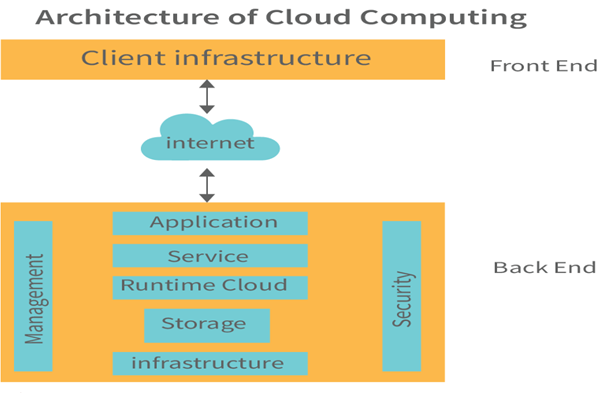 Architecture of Cloud Computing
Client infrastructure
Front End
internet
Application
Service
Runtime Cloud
Storage
infrastructure
Management
Security
Back End